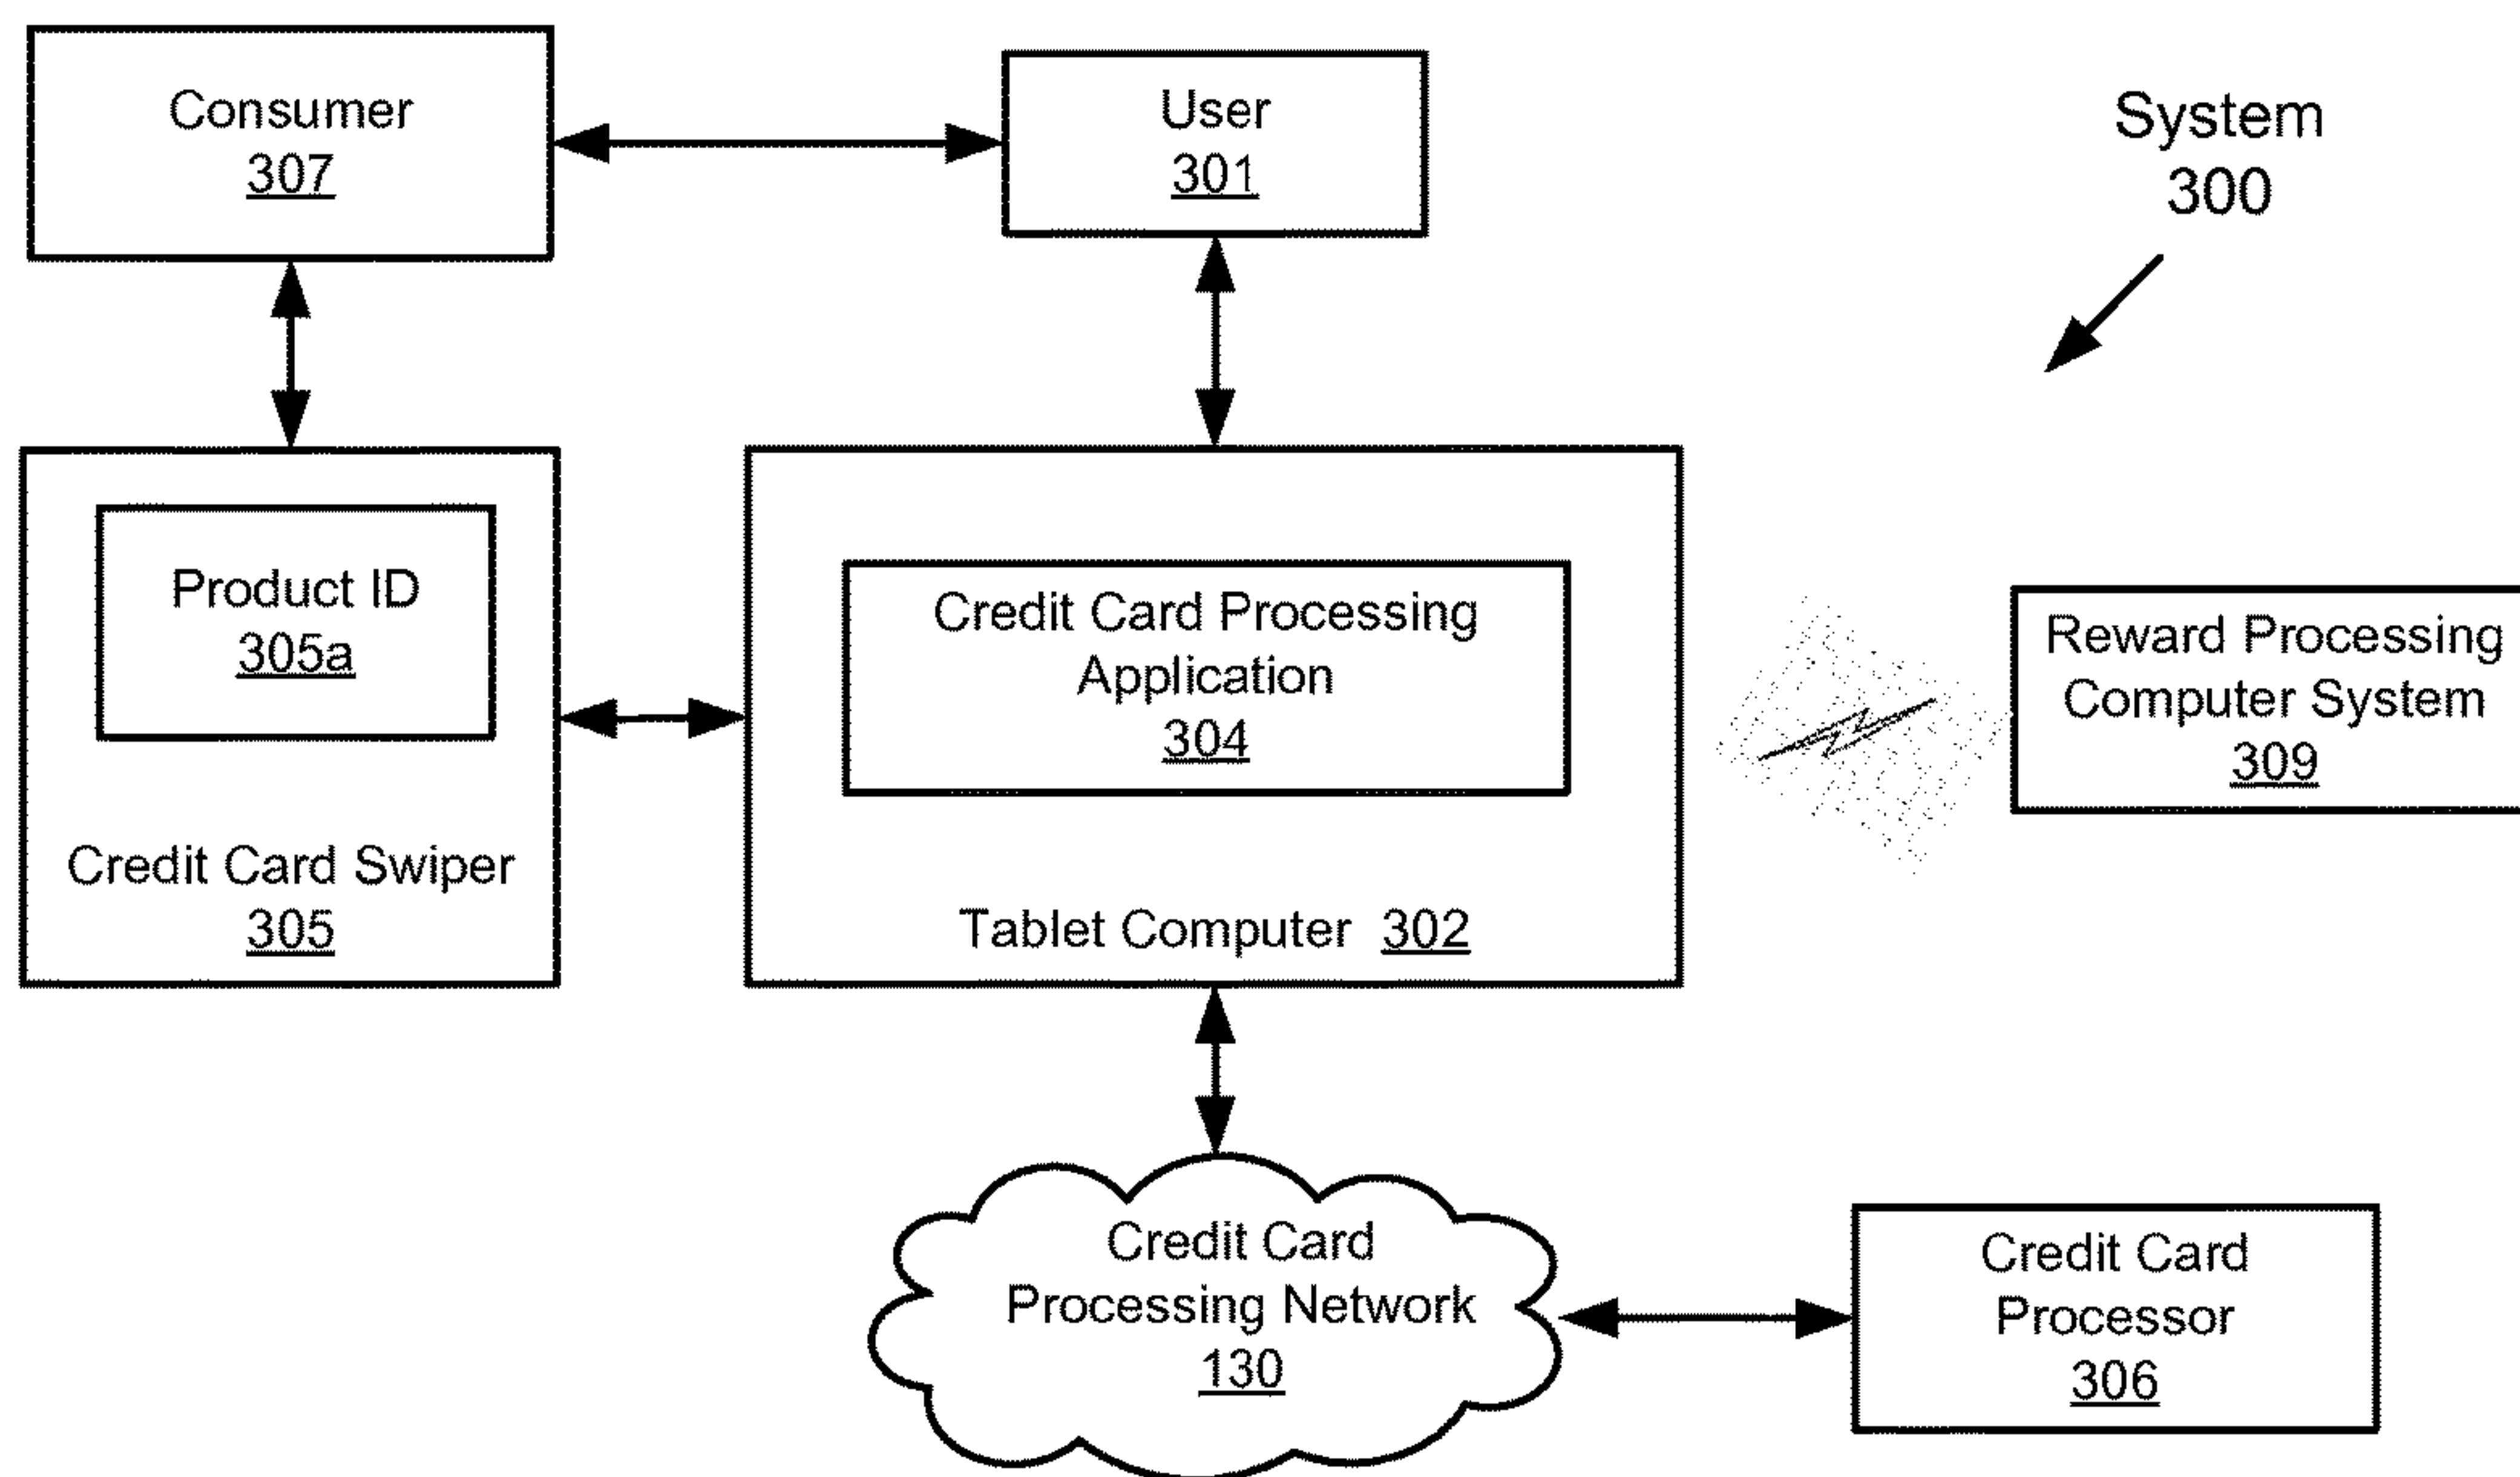 Consumer
307
User
301
System
300
Product ID
305a
Credit Card Swiper
305
Credit Card Processing
Application
304
Tablet Computer 302
Reward Processing
Computer System
309
Credit Card
Processing Network
130
Credit Card
Processor
306